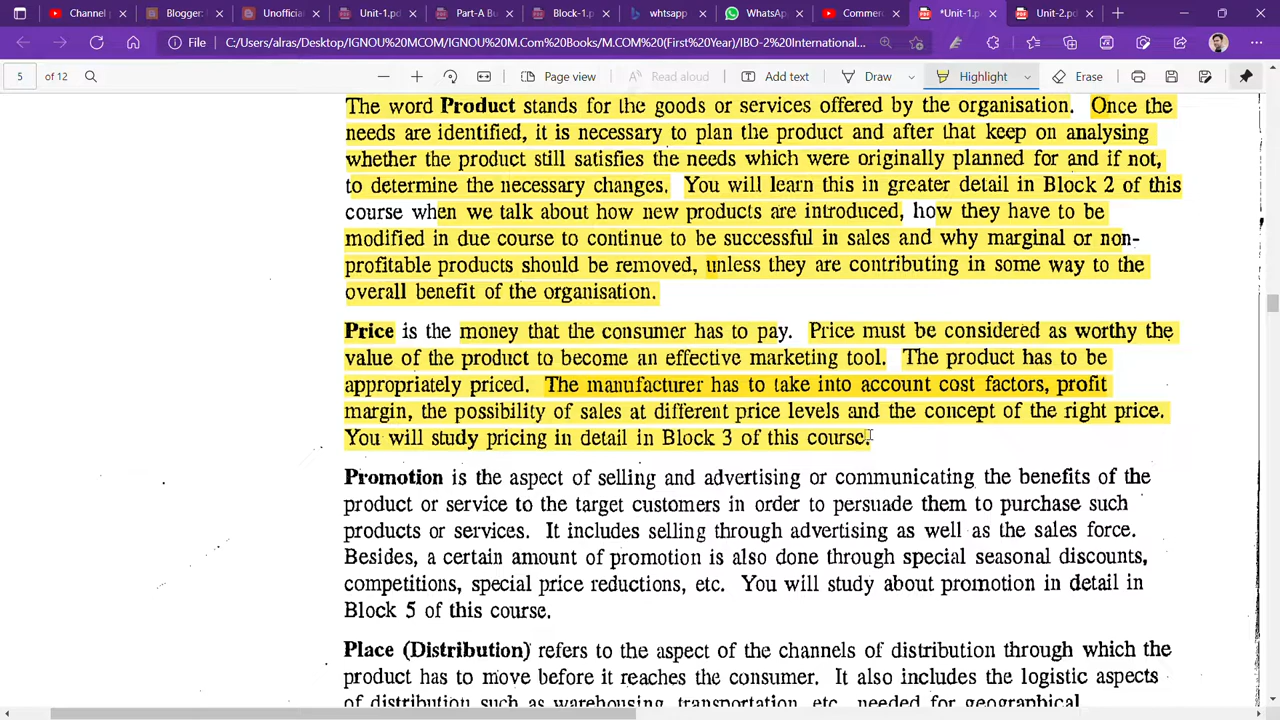 Channel
Blogger:
Unofficia
Unit-1.pd
Part-A Bu
Block-1.p
whtsapp
WhatsAp
Commerc
*Unit-1.p
Unit-2.pd
File
C:/Users/alras/Desktop/IGNOU%20MCOM/IGNOU%20M.Com%20Books/M.COM%20(First%20Year)/IBO-2%20International...
5
of 12
Page view
Read aloud
Add text
Draw
Highlight
Erase
The word Product stands for the goods or services offered by the organisation. Once the
needs are identified, it is necessary to plan the product and after that keep on analysing
whether the product still satisfies the needs which were originally planned for and if not,
to determine the necessary changes. You will learn this in greater detail in Block 2 of this
course when we talk about how new products are introduced, how they have to be
modified in due course to continue to be successful in sales and why marginal or non-
profitable products should be removed, unless they are contributing in some way to the
overall benefit of the organisation.
Price is the money that the consumer has to pay. Price must be considered as worthy the
value of the product to become an effective marketing tool. The product has to be
appropriately priced. The manufacturer has to take into account cost factors, profit
margin, the possibility of sales at different price levels and the concept of the right price.
You will study pricing in detail in Block 3 of this course.
Promotion is the aspect of selling and advertising or communicating the benefits of the
product or service to the target customers in order to persuade them to purchase such
products or services. It includes selling through advertising as well as the sales force.
Besides, a certain amount of promotion is also done through special seasonal discounts,
competitions, special price reductions, etc. You will study about promotion in detail in
Block 5 of this course.
Place (Distribution) refers to the aspect of the channels of distribution through which the
product has to move before it reaches the consumer. It also includes the logistic aspects
of distribution such as warehousing, transportation, etc. needed for geographical